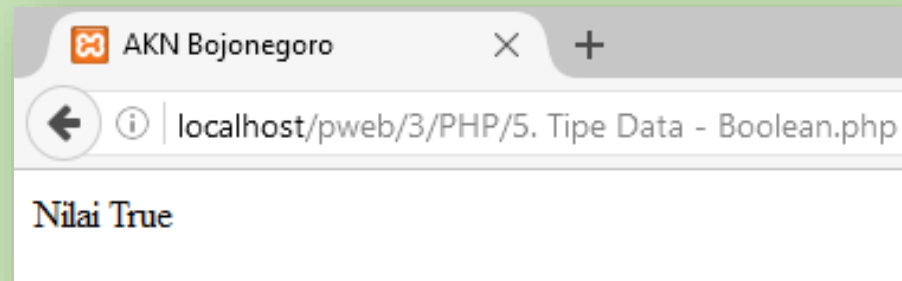 AKN Bojonegoro
localhost/pweb/3/PHP/5. Tipe Data - Boolean.php
Nilai True